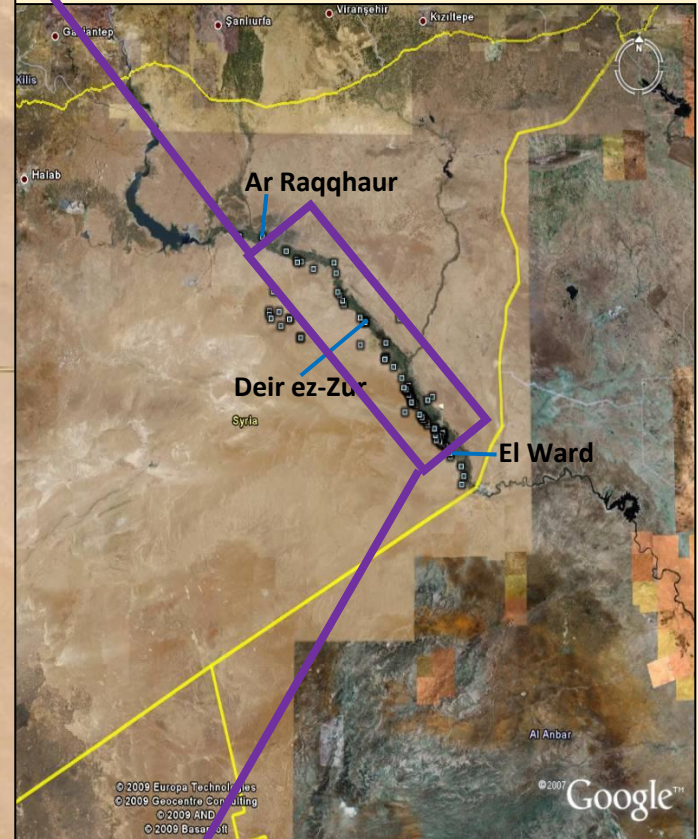 Viranşehir
Kızıltepe
Şanlıurfa
Gaziantep
N
Kilis
Halab
Ar Raqqhaur
Deir ez-Zur
Syria
El Ward
Al Anbar
© 2009 Europa Technologies
© 2009 Geocentre Consulting
© 2009 AND
© 2009 Basarsoft
©2007 Google™